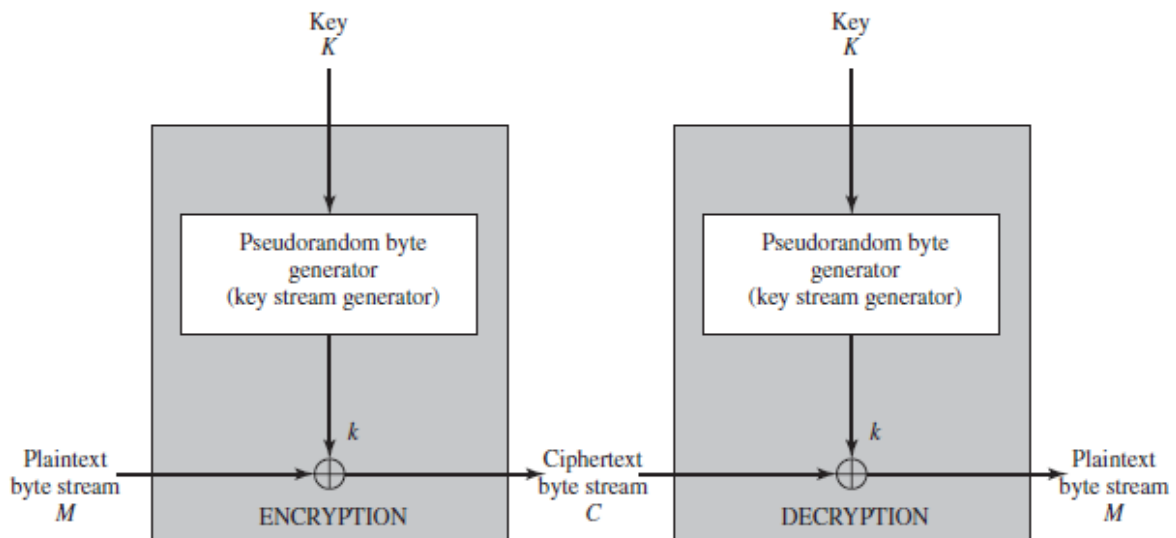 Key
K
Key
K
Pseudorandom byte
generator
(key stream generator)
Pseudorandom byte
generator
(key stream generator)
k
k
Plaintext
byte stream
M
Ciphertext
byte stream
C
Plaintext
byte stream
M
ENCRYPTION
DECRYPTION